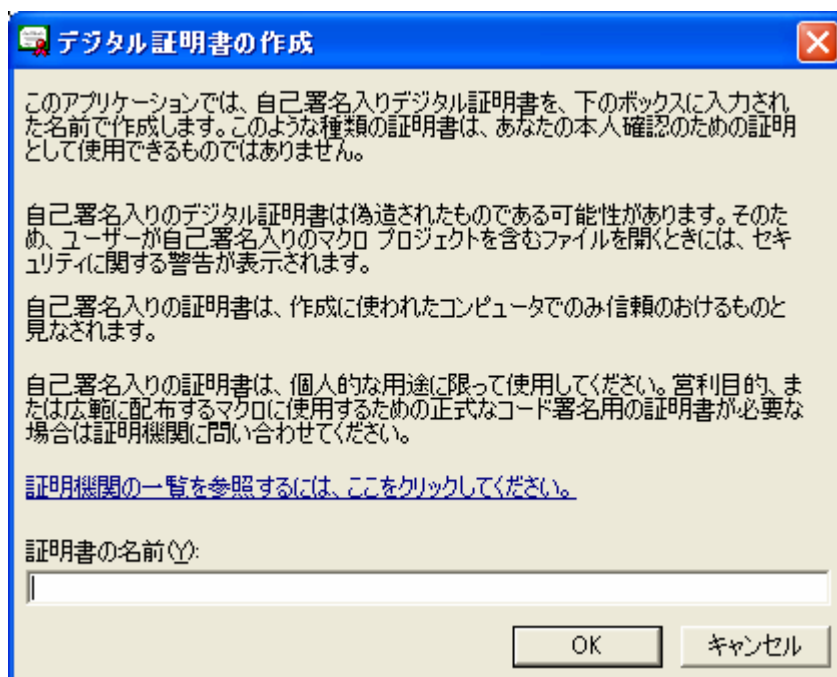 デジタル証明書の作成
このアプリケーションでは、自己署名入りデジタル証明書を、下のボックスに入力され
た名前で作成します。このような種類の証明書は、あなたの本人確認のための証明
として使用できるものではありません。
自己署名入りのデジタル証明書は偽造されたものである可能性があります。そのた
め、ユーザーが自己署名入りのマクロ プロジェクトを含むファイルを開くときには、セキ
ュリティに関する警告が表示されます。
自己署名入りの証明書は、作成に使われたコンピュータでのみ信頼のおけるものと
見なされます。
自己署名入りの証明書は、個人的な用途に限って使用してください。営利目的、ま
たは広範に配布するマクロに使用するための正式なコード署名用の証明書が必要な
場合は証明機関に問い合わせてください。
証明機関の一覧を参照するには、ここをクリックしてください。
証明書の名前(Y):
OK キャンセル